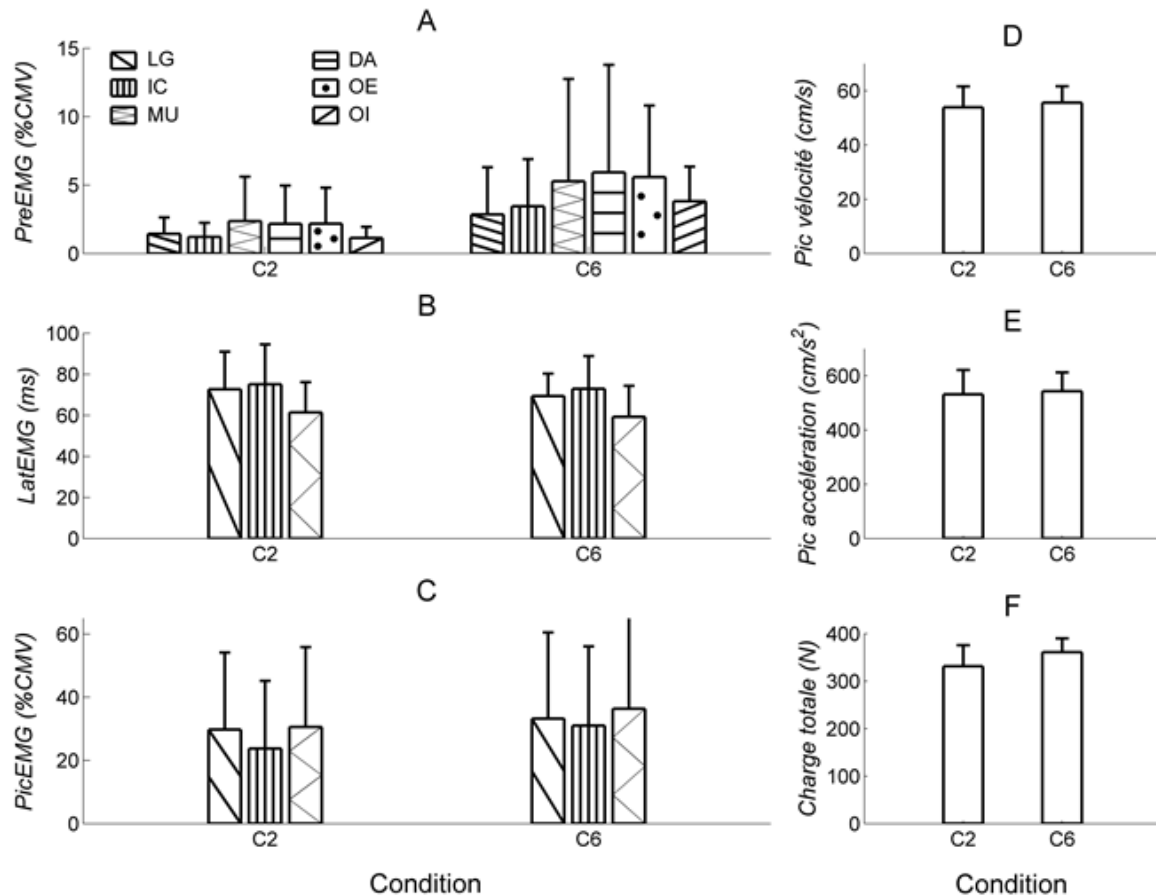 A
PreEMG (%CMV)
15
10
5
0
LG
IC
MU
DA
OE
OI
C2
C6
B
LatEMG (ms)
100
80
60
40
20
0
C2
C6
C
PicEMG (%CMV)
60
40
20
0
C2
C6
Condition
D
Pic vélocité (cm/s)
60
40
20
0
C2
C6
E
Pic accélération (cm/s²)
600
400
200
0
C2
C6
F
Charge totale (N)
400
300
200
100
0
C2
C6
Condition